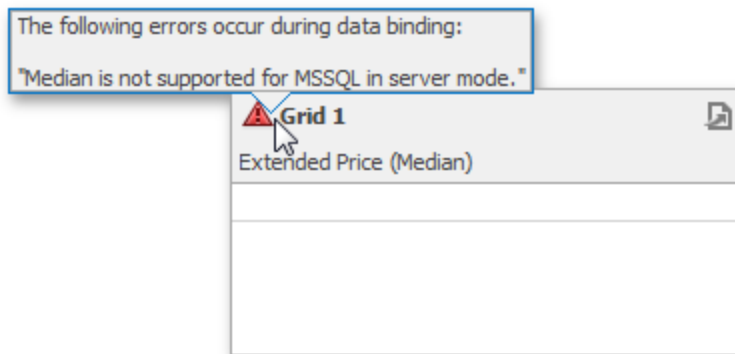 The following errors occur during data binding:
"Median is not supported for MSSQL in server mode."
Grid 1
Extended Price (Median)